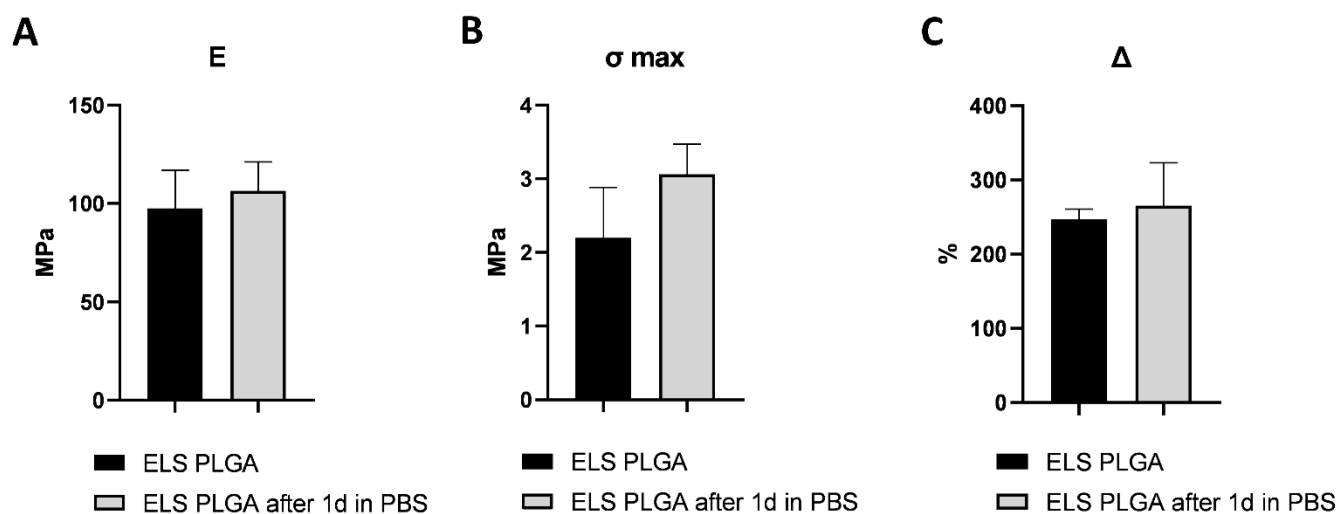 A
E
150
100
50
0
MPa
ELS PLGA
ELS PLGA after 1d in PBS
B
σ max
4
3
2
1
0
MPa
ELS PLGA
ELS PLGA after 1d in PBS
C
Δ
400
300
200
100
0
%
ELS PLGA
ELS PLGA after 1d in PBS